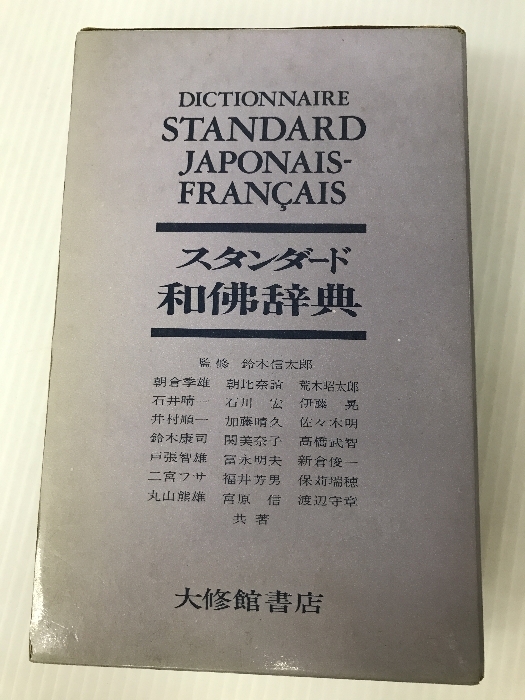 DICTIONNAIRE
STANDARD
JAPONAIS-
FRANÇAIS
スタンダード
和佛辞典
監修 鈴木信太郎
朝倉季雄 朝比奈誼 荒木昭太郎
石井晴一 石川宏 伊藤晃
井村順一 加藤晴久 佐々木明
鈴木康司 関美奈子 高橋武智
戸張智雄 富永明夫 新倉俊一
二宮フサ 福井芳男 保苅瑞穂
丸山熊雄 宮原信 渡辺守章
共著
大修館書店